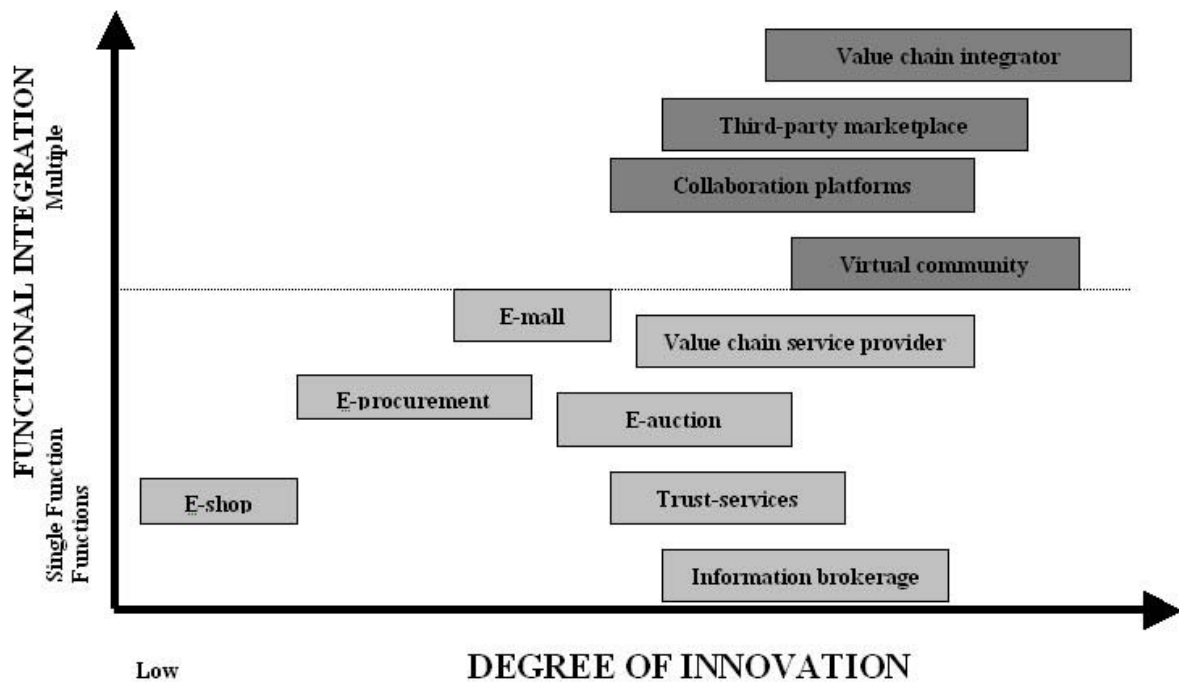 FUNCTIONAL INTEGRATION
Multiple
Single Function
Functions
Value chain integrator
Third-party marketplace
Collaboration platforms
Virtual community
E-mall
Value chain service provider
E-procurement
E-auction
E-shop
Trust-services
Information brokerage
Low
DEGREE OF INNOVATION